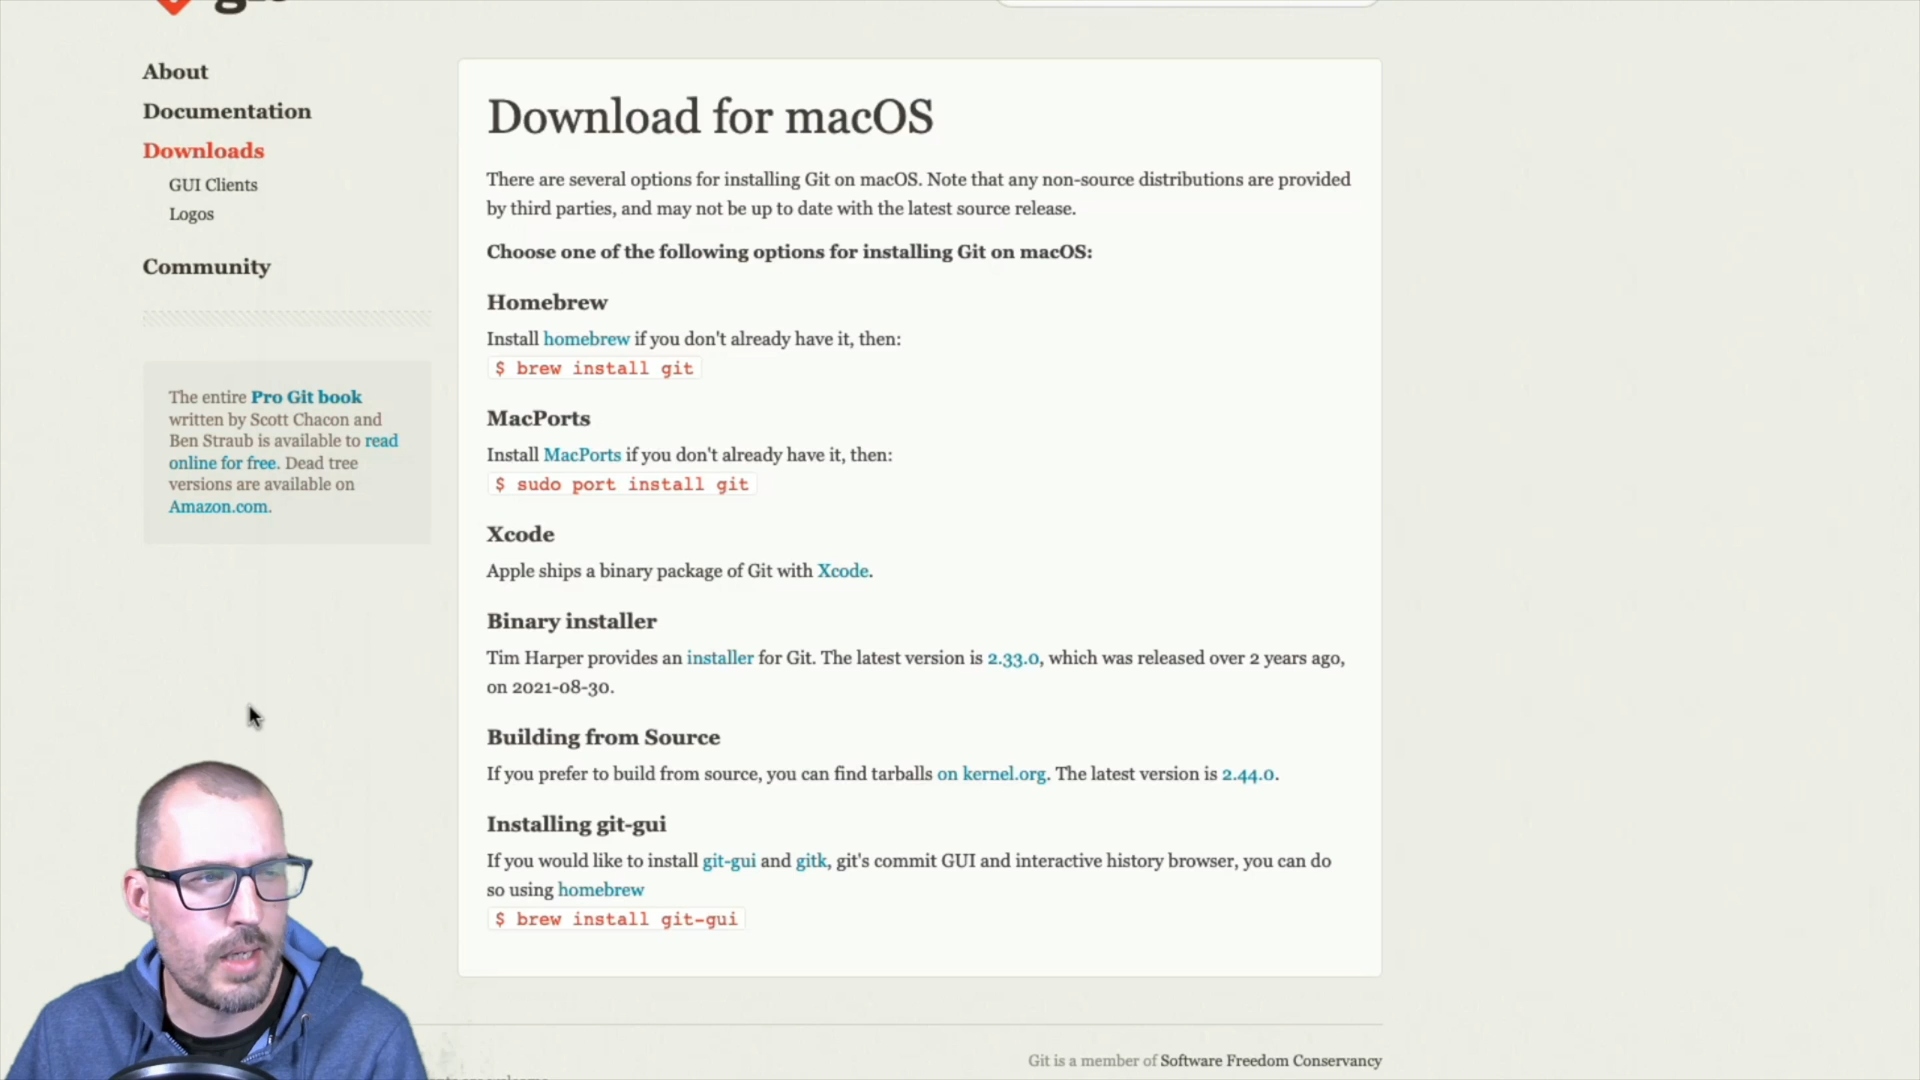 About
Documentation
Downloads
GUI Clients
Logos
Community
The entire Pro Git book
written by Scott Chacon and
Ben Straub is available to read
online for free. Dead tree
versions are available on
Amazon.com.
Download for macOS
There are several options for installing Git on macOS. Note that any non-source distributions are provided
by third parties, and may not be up to date with the latest source release.
Choose one of the following options for installing Git on macOS:
Homebrew
Install homebrew if you don't already have it, then:
$ brew install git
MacPorts
Install MacPorts if you don't already have it, then:
$ sudo port install git
Xcode
Apple ships a binary package of Git with Xcode.
Binary installer
Tim Harper provides an installer for Git. The latest version is 2.33.0, which was released over 2 years ago,
on 2021-08-30.
Building from Source
If you prefer to build from source, you can find tarballs on kernel.org. The latest version is 2.44.0.
Installing git-gui
If you would like to install git-gui and gitk, git's commit GUI and interactive history browser, you can do
so using homebrew
$ brew install git-gui
Git is a member of Software Freedom Conservancy